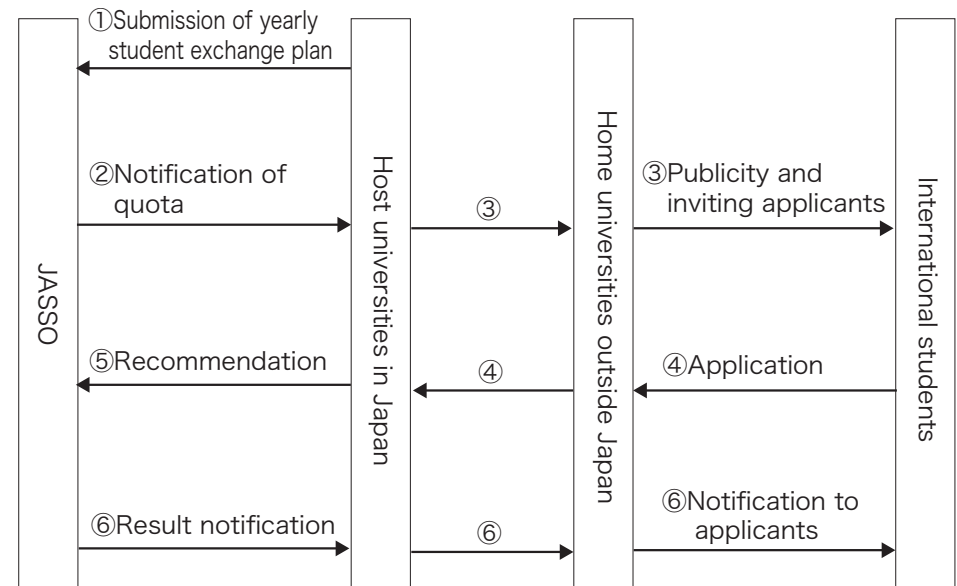 ①Submission of yearly
student exchange plan
②Notification of
quota
③
③Publicity and
inviting applicants
JASSO
Host universities in Japan
Home universities outside Japan
International students
⑤Recommendation
④
④Application
⑥Result notification
⑥
⑥Notification to
applicants